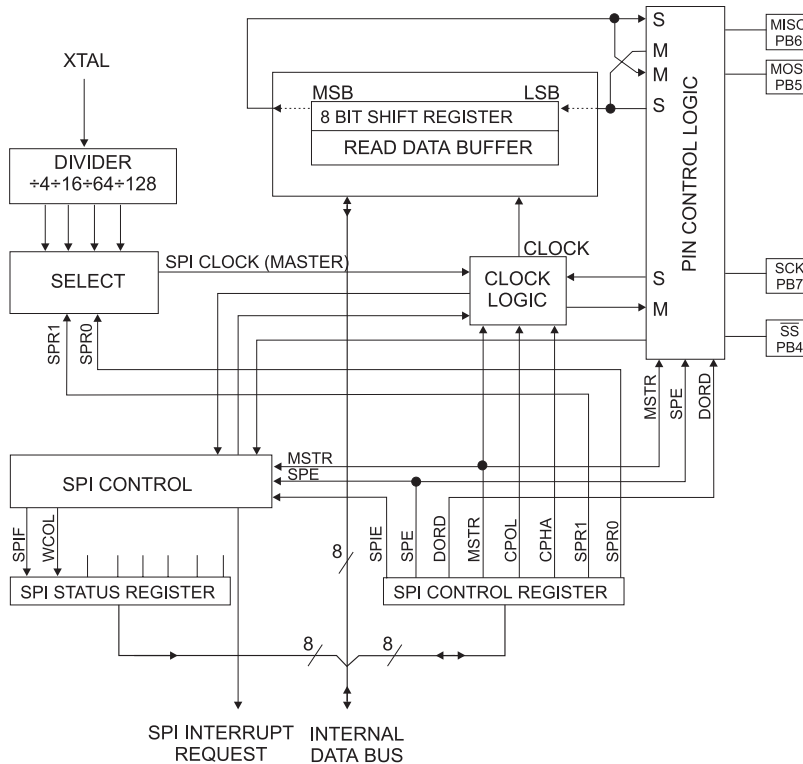 XTAL
DIVIDER
÷4÷16÷64÷128
SELECT
SPI CLOCK (MASTER)
SPR1
SPR0
MSB
LSB
8 BIT SHIFT REGISTER
READ DATA BUFFER
CLOCK
CLOCK
LOGIC
S
M
M
S
S
M
PIN CONTROL LOGIC
MISO
PB6
MOSI
PB5
SCK
PB7
SS
PB4
MSTR
SPE
DORD
SPI CONTROL
MSTR
SPE
SPIF
WCOL
SPI STATUS REGISTER
SPIE
SPE
DORD
MSTR
CPOL
CPHA
SPR1
SPR0
SPI CONTROL REGISTER
8
8
8
SPI INTERRUPT
REQUEST
INTERNAL
DATA BUS